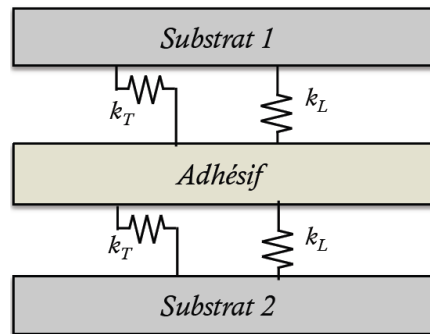 Substrat 1
k_T
k_L
Adhésif
k_T
k_L
Substrat 2